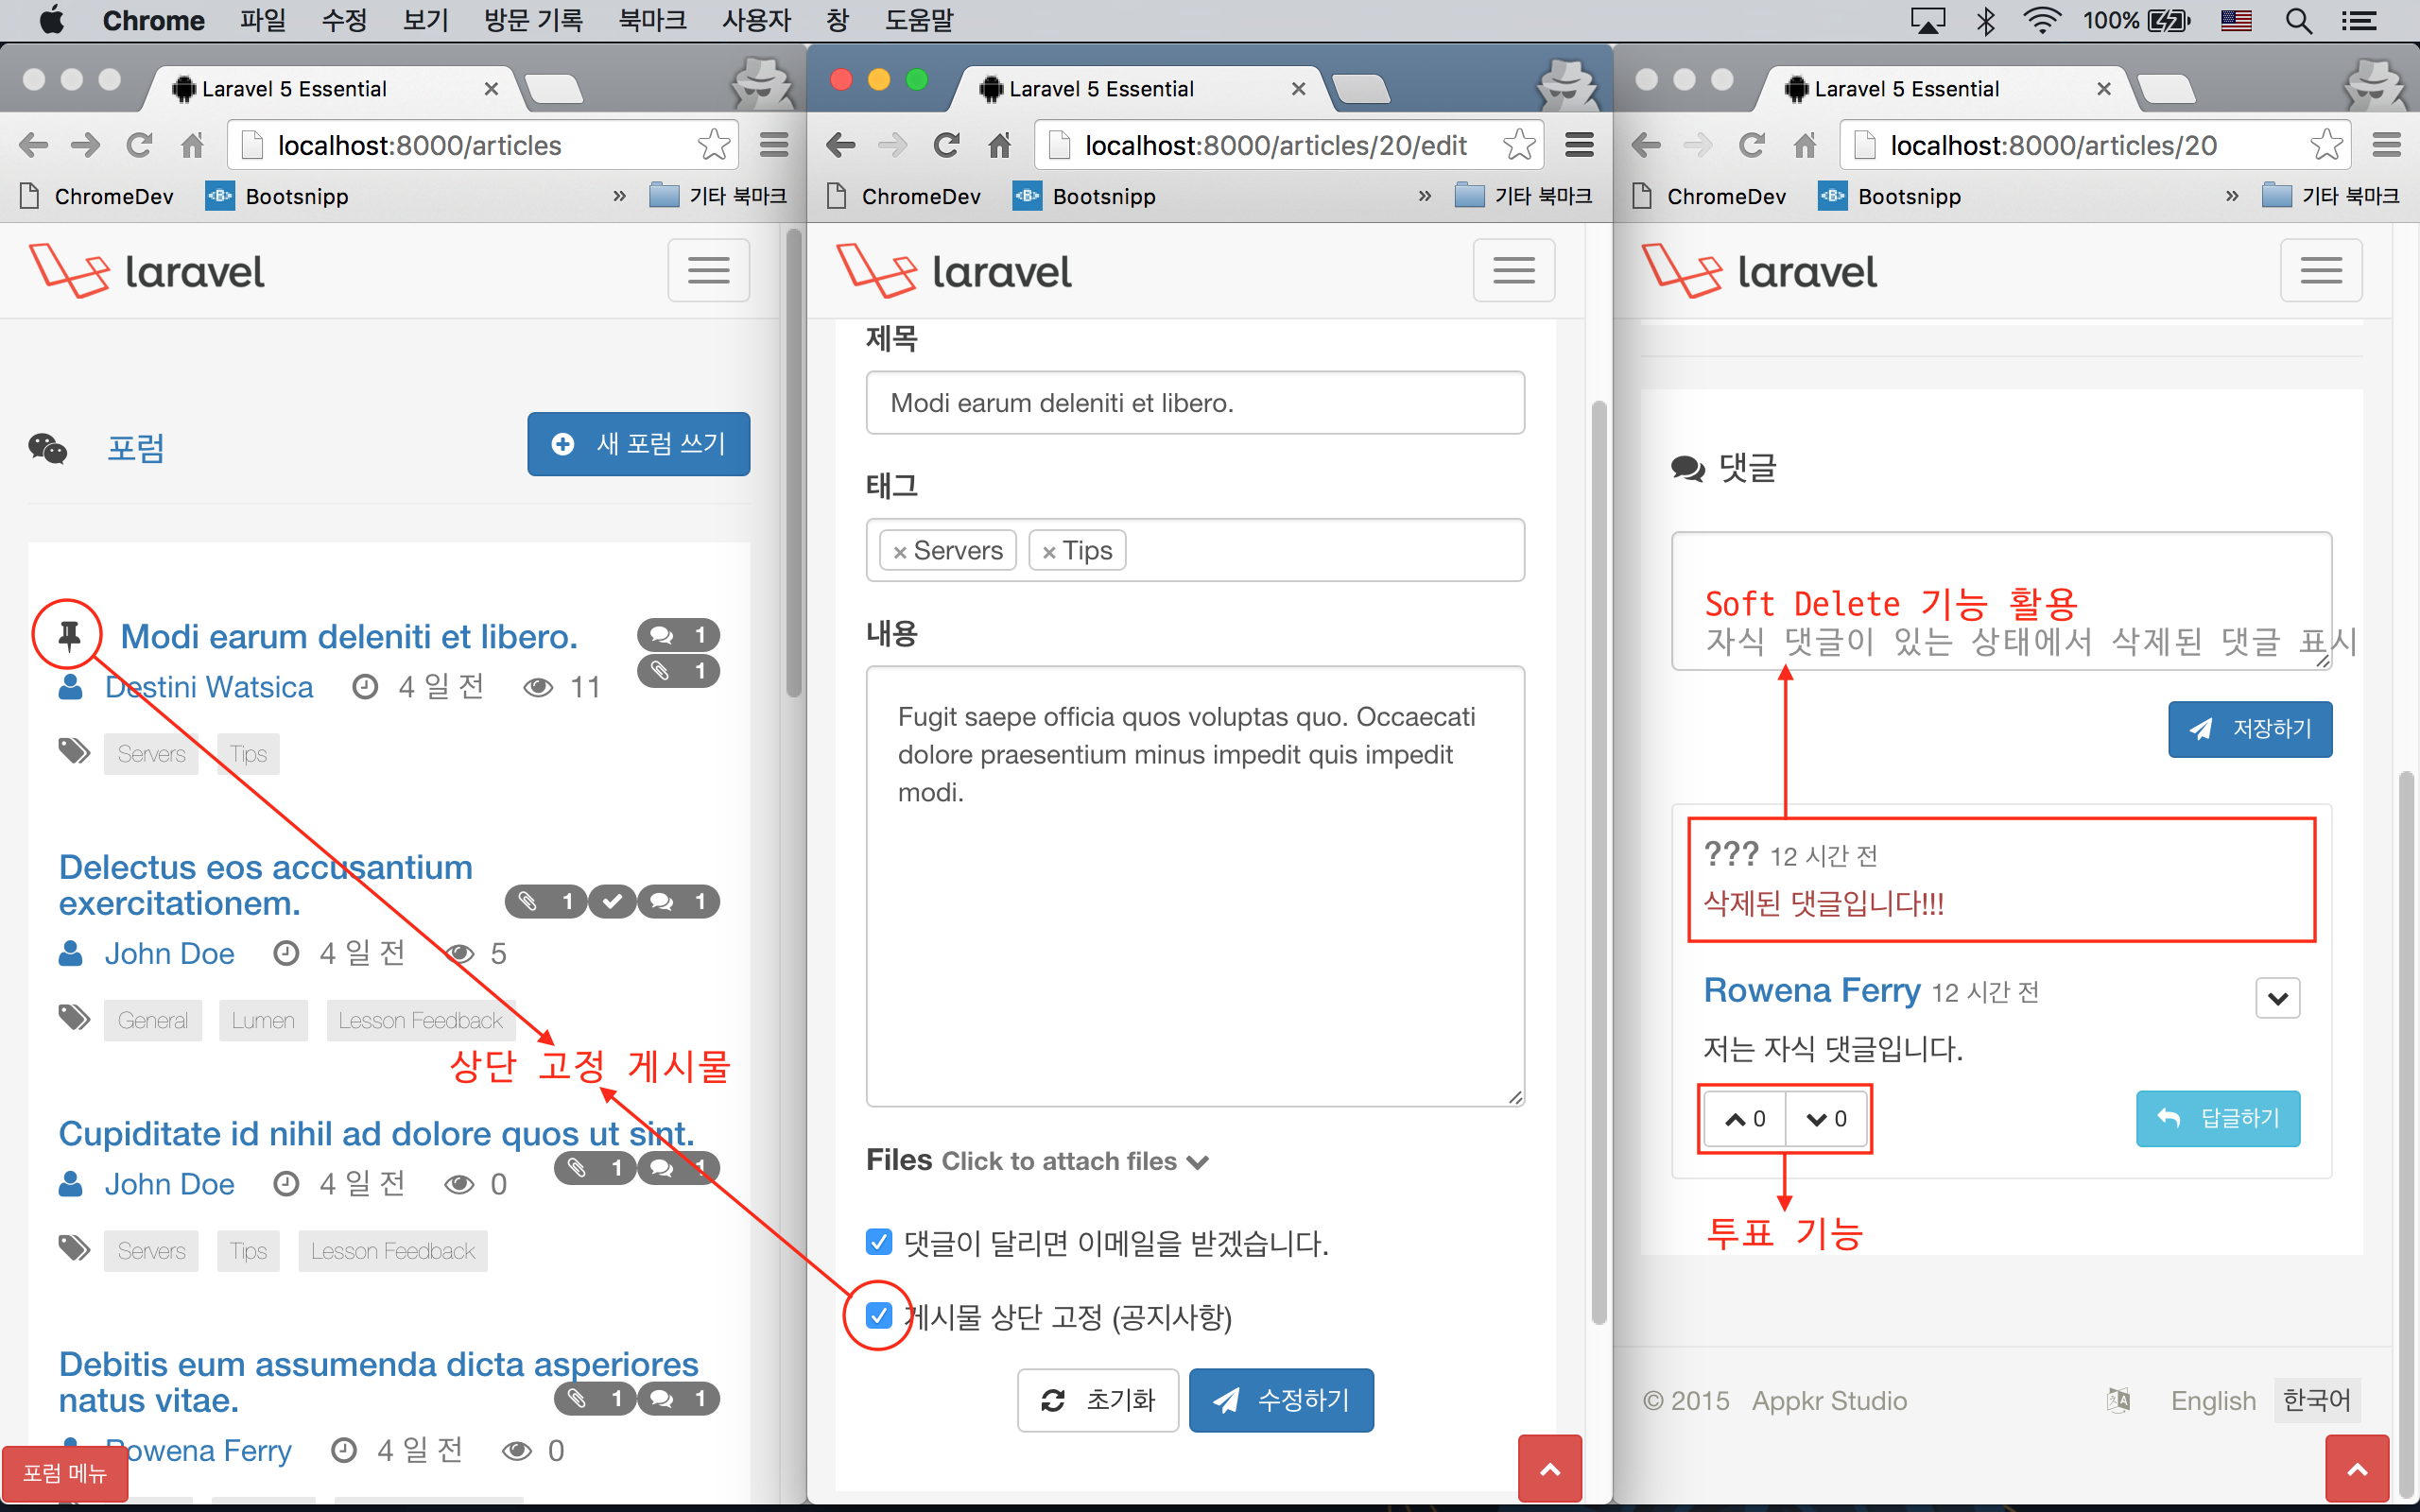 Chrome 파일 수정 보기 방문 기록 북마크 사용자 창 도움말 100%
Laravel 5 Essential
localhost:8000/articles
ChromeDev Bootsnipp » 기타 북마크
laravel
포럼 새 포럼 쓰기
Modi earum deleniti et libero. 1
1
Destini Watsica 4 일 전 11
Servers Tips
Delectus eos accusantium
exercitationem. 1 1
John Doe 4 일 전 5
General Lumen Lesson Feedback
상단 고정 게시물
Cupiditate id nihil ad dolore quos ut sint.
1 1
John Doe 4 일 전 0
Servers Tips Lesson Feedback
Debitis eum assumenda dicta asperiores
natus vitae. 1 1
Rowena Ferry 4 일 전 0
포럼 메뉴
Laravel 5 Essential
localhost:8000/articles/20/edit
ChromeDev Bootsnipp » 기타 북마크
laravel
제목
Modi earum deleniti et libero.
태그
× Servers × Tips
내용
Fugit saepe officia quos voluptas quo. Occaecati
dolore praesentium minus impedit quis impedit
modi.
Files Click to attach files
댓글이 달리면 이메일을 받겠습니다.
게시물 상단 고정 (공지사항)
초기화 수정하기
Laravel 5 Essential
localhost:8000/articles/20
ChromeDev Bootsnipp » 기타 북마크
laravel
댓글
Soft Delete 기능 활용
자식 댓글이 있는 상태에서 삭제된 댓글 표시
저장하기
??? 12 시간 전
삭제된 댓글입니다!!!
Rowena Ferry 12 시간 전
저는 자식 댓글입니다.
0 0 답글하기
투표 기능
© 2015 Appkr Studio English 한국어